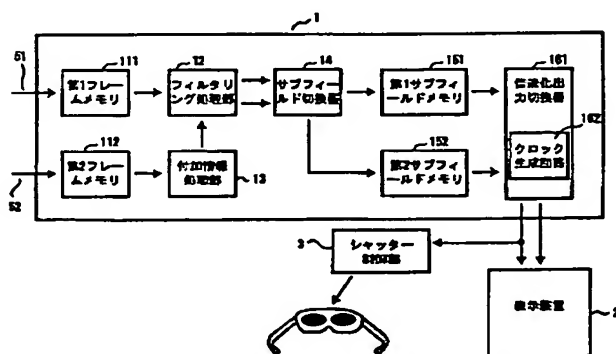 1
51
111
12
14
151
161
第1フレー
ムメモリ
フィルタリ
ング処理部
サブフィー
ルド切換器
第1サブフィ
ールドメモリ
倍速化出
力切換器
162
112
152
クロック
生成回路
第2フレー
ムメモリ
付加情報
処理部
第2サブフィ
ールドメモリ
52
13
3
シャッター
制御部
表示装置
2